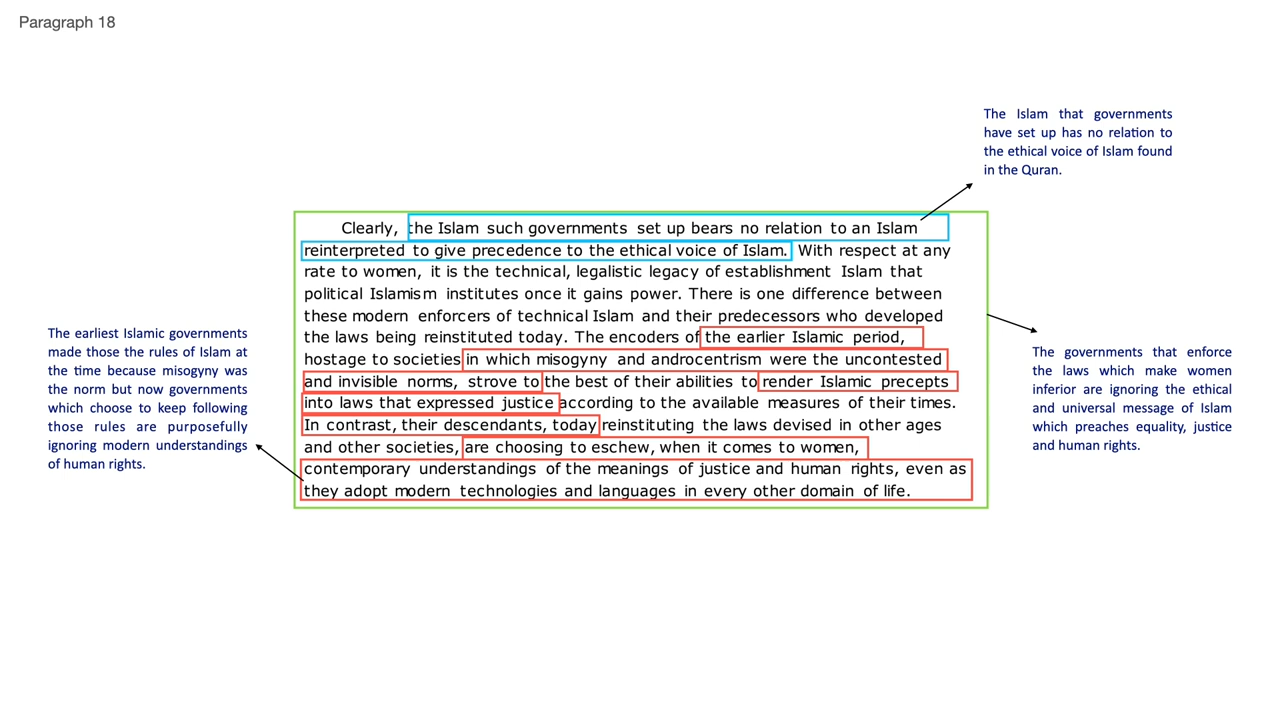 Paragraph 18
The Islam that governments
have set up has no relation to
the ethical voice of Islam found
in the Quran.
Clearly, the Islam such governments set up bears no relation to an Islam
reinterpreted to give precedence to the ethical voice of Islam. With respect at any
rate to women, it is the technical, legalistic legacy of establishment Islam that
political Islamism institutes once it gains power. There is one difference between
these modern enforcers of technical Islam and their predecessors who developed
the laws being reinstituted today. The encoders of the earlier Islamic period,
hostage to societies in which misogyny and androcentrism were the uncontested
and invisible norms, strove to the best of their abilities to render Islamic precepts
into laws that expressed justice according to the available measures of their times.
In contrast, their descendants, today reinstituting the laws devised in other ages
and other societies, are choosing to eschew, when it comes to women,
contemporary understandings of the meanings of justice and human rights, even as
they adopt modern technologies and languages in every other domain of life.
The earliest Islamic governments
made those the rules of Islam at
the time because misogyny was
the norm but now governments
which choose to keep following
those rules are purposefully
ignoring modern understandings
of human rights.
The governments that enforce
the laws which make women
inferior are ignoring the ethical
and universal message of Islam
which preaches equality, justice
and human rights.